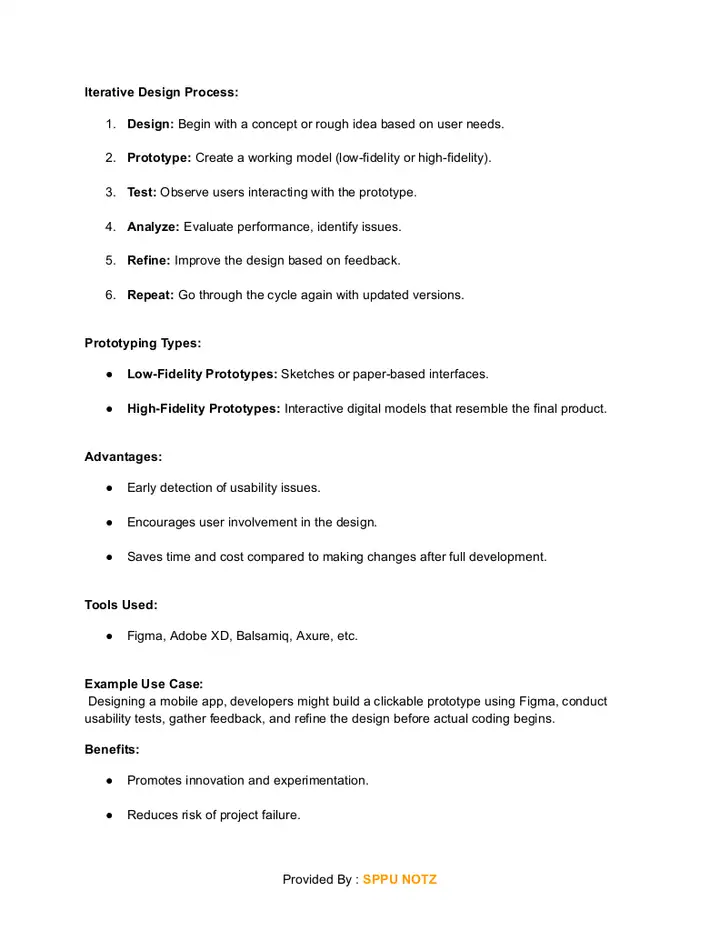 Iterative Design Process:
1. Design: Begin with a concept or rough idea based on user needs.
2. Prototype: Create a working model (low-fidelity or high-fidelity).
3. Test: Observe users interacting with the prototype.
4. Analyze: Evaluate performance, identify issues.
5. Refine: Improve the design based on feedback.
6. Repeat: Go through the cycle again with updated versions.
Prototyping Types:
● Low-Fidelity Prototypes: Sketches or paper-based interfaces.
● High-Fidelity Prototypes: Interactive digital models that resemble the final product.
Advantages:
● Early detection of usability issues.
● Encourages user involvement in the design.
● Saves time and cost compared to making changes after full development.
Tools Used:
● Figma, Adobe XD, Balsamiq, Axure, etc.
Example Use Case:
Designing a mobile app, developers might build a clickable prototype using Figma, conduct
usability tests, gather feedback, and refine the design before actual coding begins.
Benefits:
● Promotes innovation and experimentation.
● Reduces risk of project failure.
Provided By : SPPU NOTZ